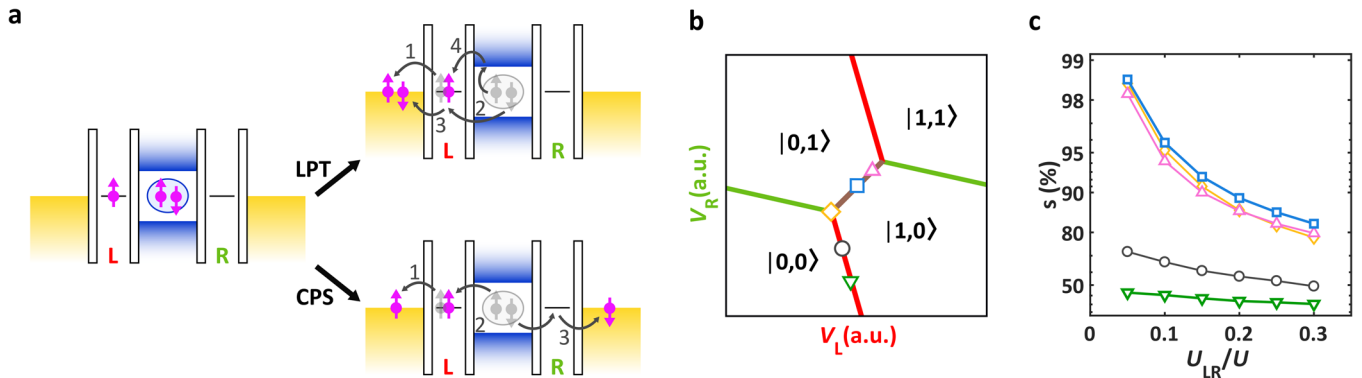 a
LPT
1
4
2
3
L
R
L
R
CPS
1
2
3
L
R
b
V_R(a.u.)
|0,1⟩
|1,1⟩
|0,0⟩
|1,0⟩
V_L(a.u.)
c
s (%)
99
98
95
90
80
50
0
0.1
0.2
0.3
U_LR/U